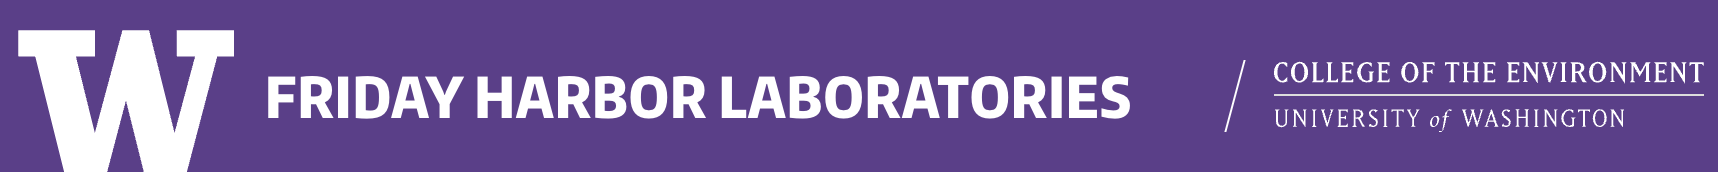 W
FRIDAY HARBOR LABORATORIES
COLLEGE OF THE ENVIRONMENT
UNIVERSITY of WASHINGTON